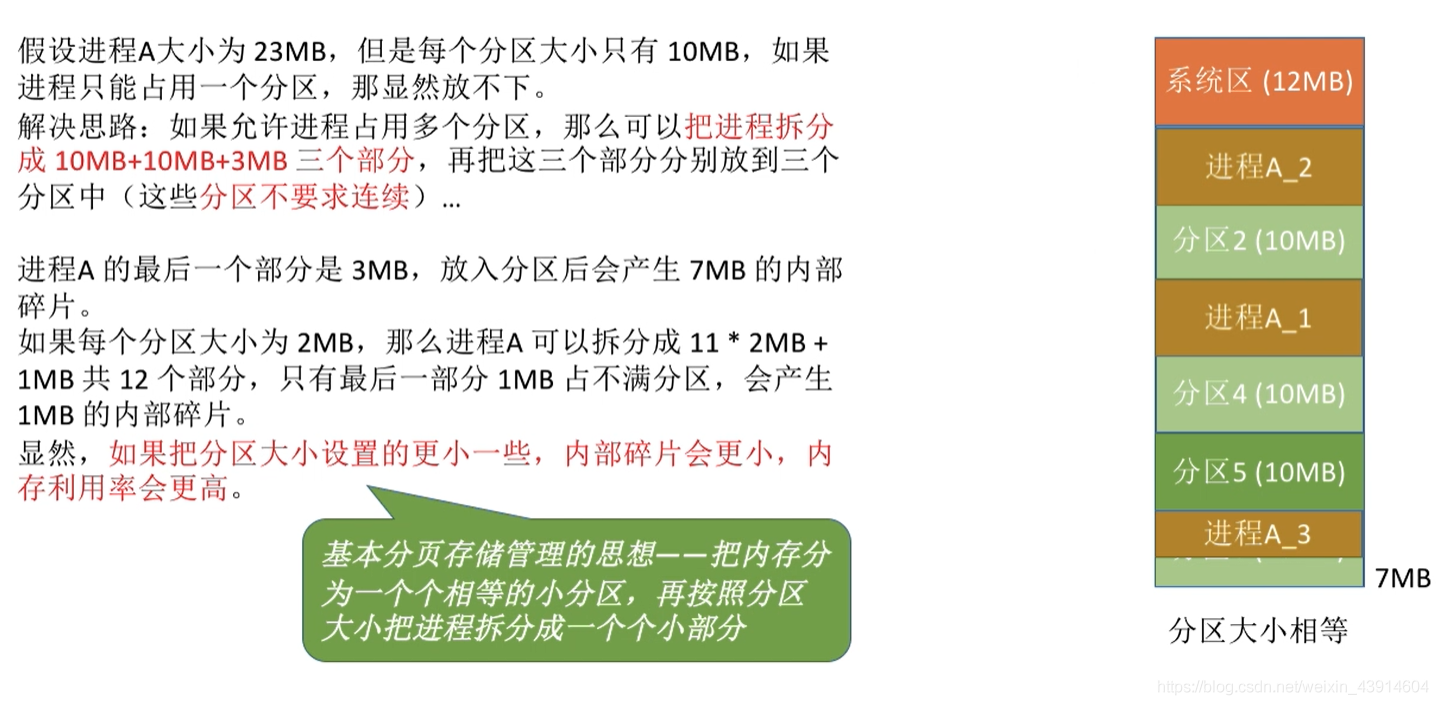 假设进程A大小为 23MB，但是每个分区大小只有 10MB，如果
进程只能占用一个分区，那显然放不下。
解决思路：如果允许进程占用多个分区，那么可以把进程拆分
成 10MB+10MB+3MB 三个部分，再把这三个部分分别放到三个
分区中（这些分区不要求连续）...
进程A 的最后一个部分是 3MB，放入分区后会产生 7MB 的内部
碎片。
如果每个分区大小为 2MB，那么进程A 可以拆分成 11 * 2MB +
1MB 共 12 个部分，只有最后一部分 1MB 占不满分区，会产生
1MB 的内部碎片。
显然，如果把分区大小设置的更小一些，内部碎片会更小，内
存利用率会更高。
基本分页存储管理的思想——把内存分
为一个个相等的小分区，再按照分区
大小把进程拆分成一个个小部分
系统区 (12MB)
进程A_2
分区2 (10MB)
进程A_1
分区4 (10MB)
分区5 (10MB)
进程A_3
7MB
分区大小相等
https://blog.csdn.net/weixin_43914604